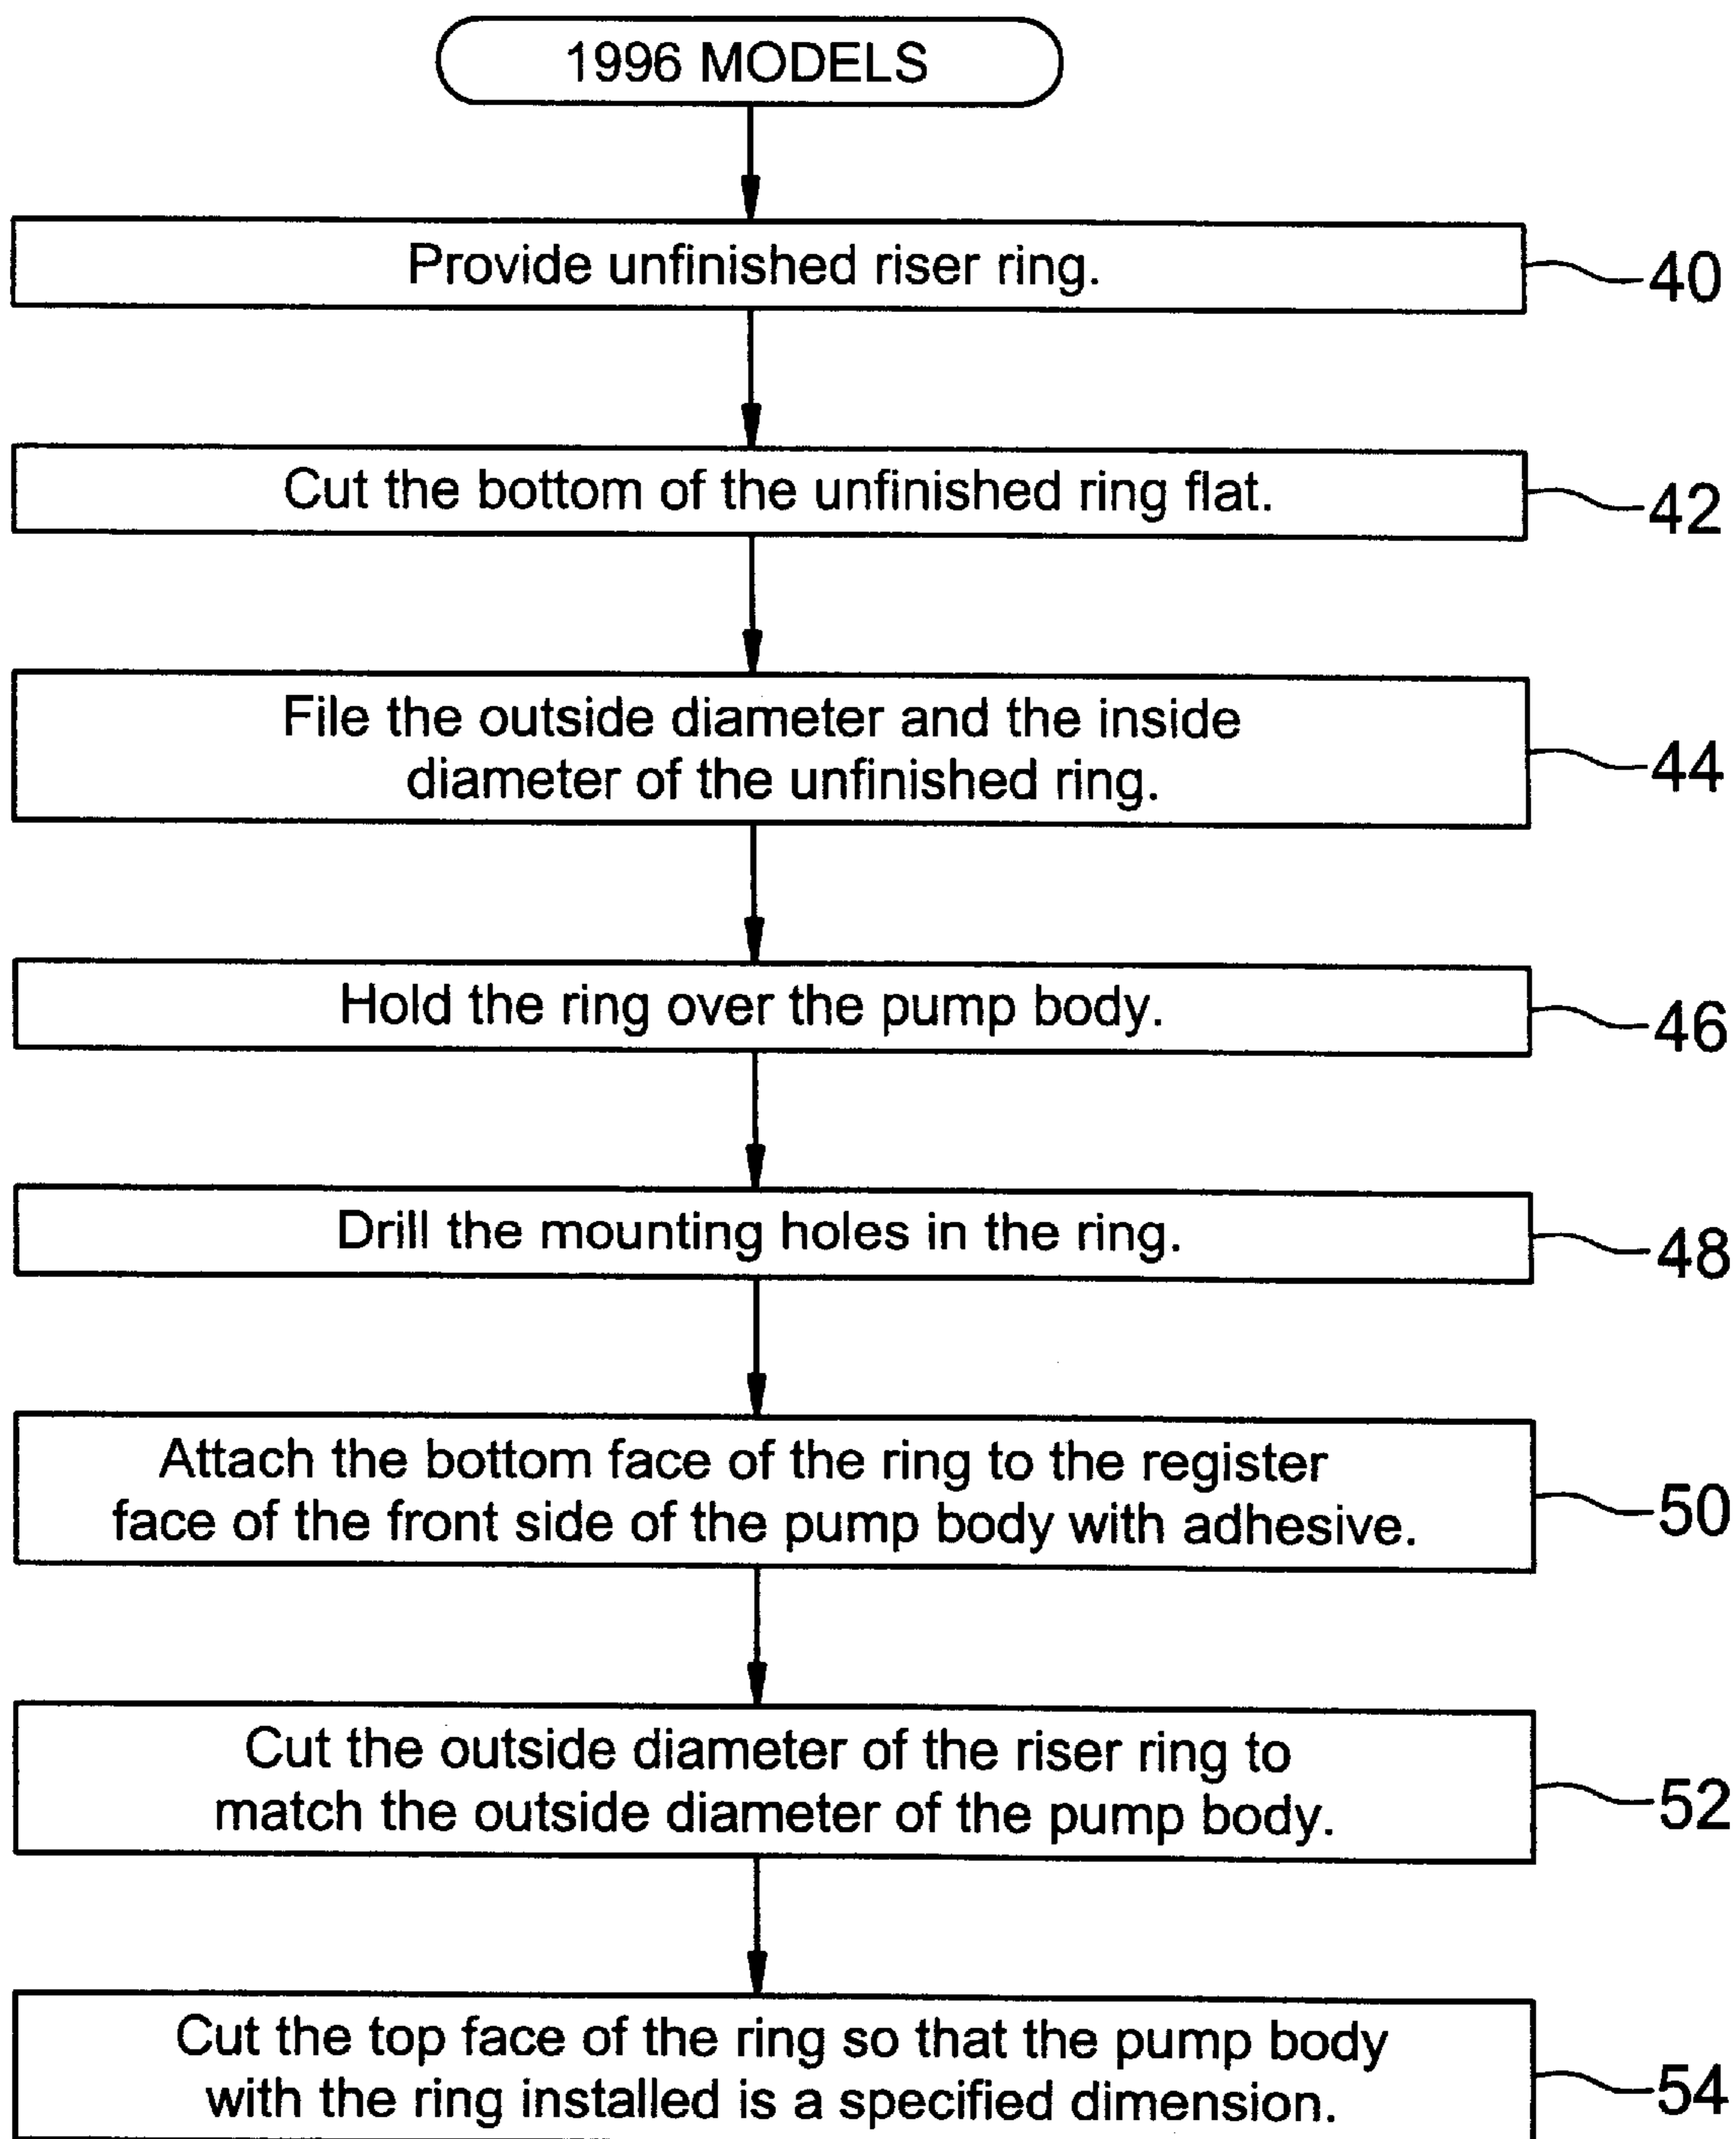 1996 MODELS
Provide unfinished riser ring.
40
Cut the bottom of the unfinished ring flat.
42
File the outside diameter and the inside
diameter of the unfinished ring.
44
Hold the ring over the pump body.
46
Drill the mounting holes in the ring.
48
Attach the bottom face of the ring to the register
face of the front side of the pump body with adhesive.
50
Cut the outside diameter of the riser ring to
match the outside diameter of the pump body.
52
Cut the top face of the ring so that the pump body
with the ring installed is a specified dimension.
54